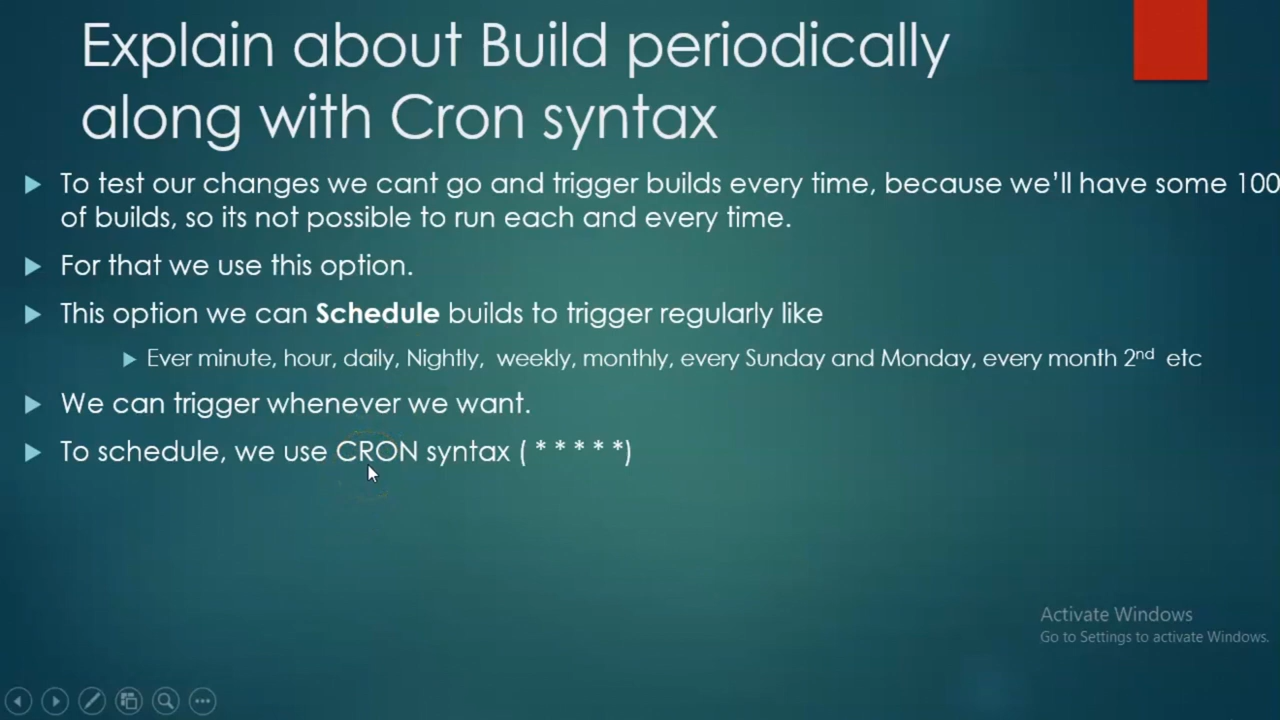 Explain about Build periodically
along with Cron syntax
To test our changes we cant go and trigger builds every time, because we'll have some 100
of builds, so its not possible to run each and every time.
For that we use this option.
This option we can Schedule builds to trigger regularly like
Ever minute, hour, daily, Nightly,  weekly, monthly, every Sunday and Monday, every month 2nd  etc
We can trigger whenever we want.
To schedule, we use CRON syntax ( * * * * *)
Activate Windows
Go to Settings to activate Windows.